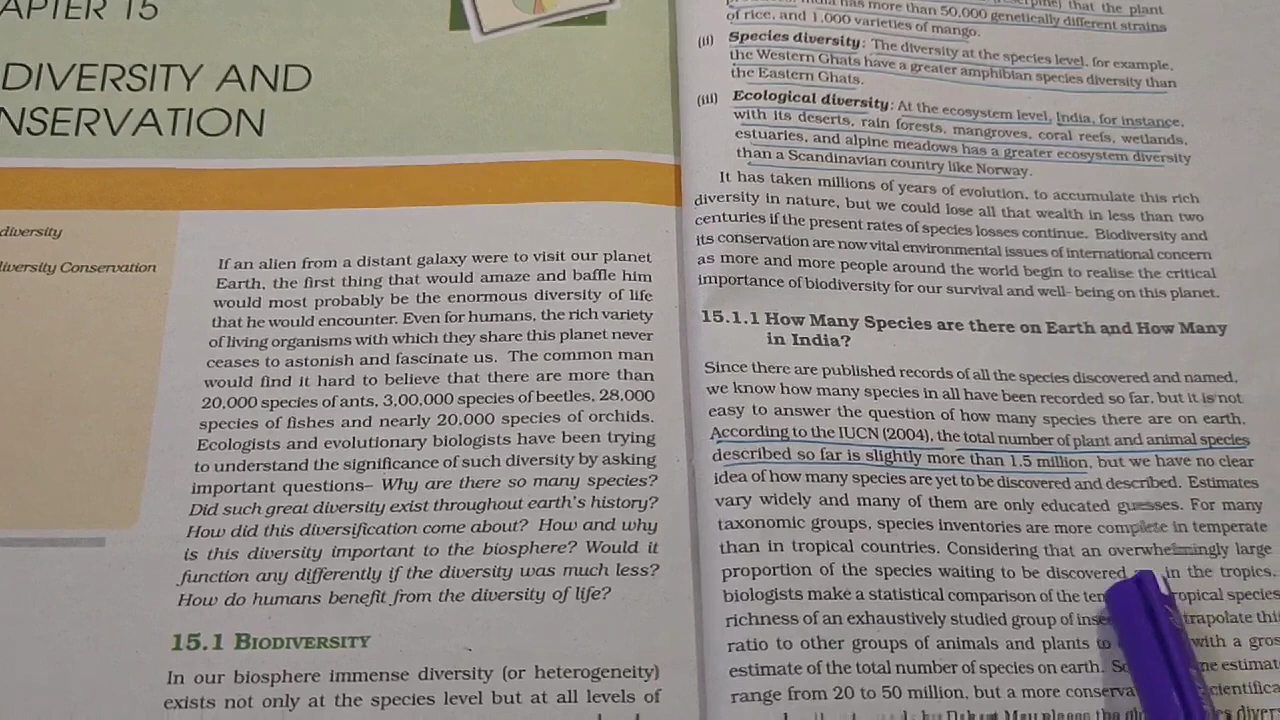 APTER 15
DIVERSITY AND
NSERVATION
diversity
iversity Conservation
If an alien from a distant galaxy were to visit our planet
Earth, the first thing that would amaze and baffle him
would most probably be the enormous diversity of life
that he would encounter. Even for humans, the rich variety
of living organisms with which they share this planet never
ceases to astonish and fascinate us. The common man
would find it hard to believe that there are more than
20,000 species of ants, 3,00,000 species of beetles, 28,000
species of fishes and nearly 20,000 species of orchids.
Ecologists and evolutionary biologists have been trying
to understand the significance of such diversity by asking
important questions– Why are there so many species?
Did such great diversity exist throughout earth's history?
How did this diversification come about? How and why
is this diversity important to the biosphere? Would it
function any differently if the diversity was much less?
How do humans benefit from the diversity of life?
15.1 BIODIVERSITY
In our biosphere immense diversity (or heterogeneity)
exists not only at the species level but at all levels of
that the plant
has more than 50,000 genetically different strains
of rice, and 1,000 varieties of mango.
(ii) Species diversity: The diversity at the species level, for example,
the Western Ghats have a greater amphibian species diversity than
the Eastern Ghats.
(iii) Ecological diversity: At the ecosystem level, India, for instance,
with its deserts, rain forests, mangroves, coral reefs, wetlands,
estuaries, and alpine meadows has a greater ecosystem diversity
than a Scandinavian country like Norway.
It has taken millions of years of evolution, to accumulate this rich
diversity in nature, but we could lose all that wealth in less than two
centuries if the present rates of species losses continue. Biodiversity and
its conservation are now vital environmental issues of international concern
as more and more people around the world begin to realise the critical
importance of biodiversity for our survival and well- being on this planet.
15.1.1 How Many Species are there on Earth and How Many
in India?
Since there are published records of all the species discovered and named,
we know how many species in all have been recorded so far, but it is not
easy to answer the question of how many species there are on earth.
According to the IUCN (2004), the total number of plant and animal species
described so far is slightly more than 1.5 million, but we have no clear
idea of how many species are yet to be discovered and described. Estimates
vary widely and many of them are only educated guesses. For many
taxonomic groups, species inventories are more complete in temperate
than in tropical countries. Considering that an overwhelmingly large
proportion of the species waiting to be discovered in the tropics,
biologists make a statistical comparison of the tem ropical species
richness of an exhaustively studied group of inse trapolate thi
ratio to other groups of animals and plants to with a gros
estimate of the total number of species on earth. So ne estimat
range from 20 to 50 million, but a more conserva cientifica